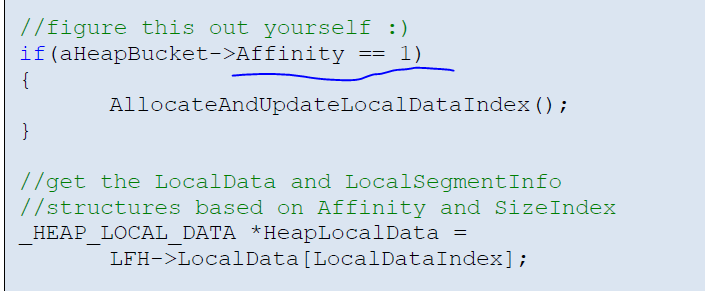 //figure this out yourself :)
if(aHeapBucket->Affinity == 1)
{
AllocateAndUpdateLocalDataIndex();
}
//get the LocalData and LocalSegmentInfo
//structures based on Affinity and SizeIndex
_HEAP_LOCAL_DATA *HeapLocalData =
LFH->LocalData[LocalDataIndex];